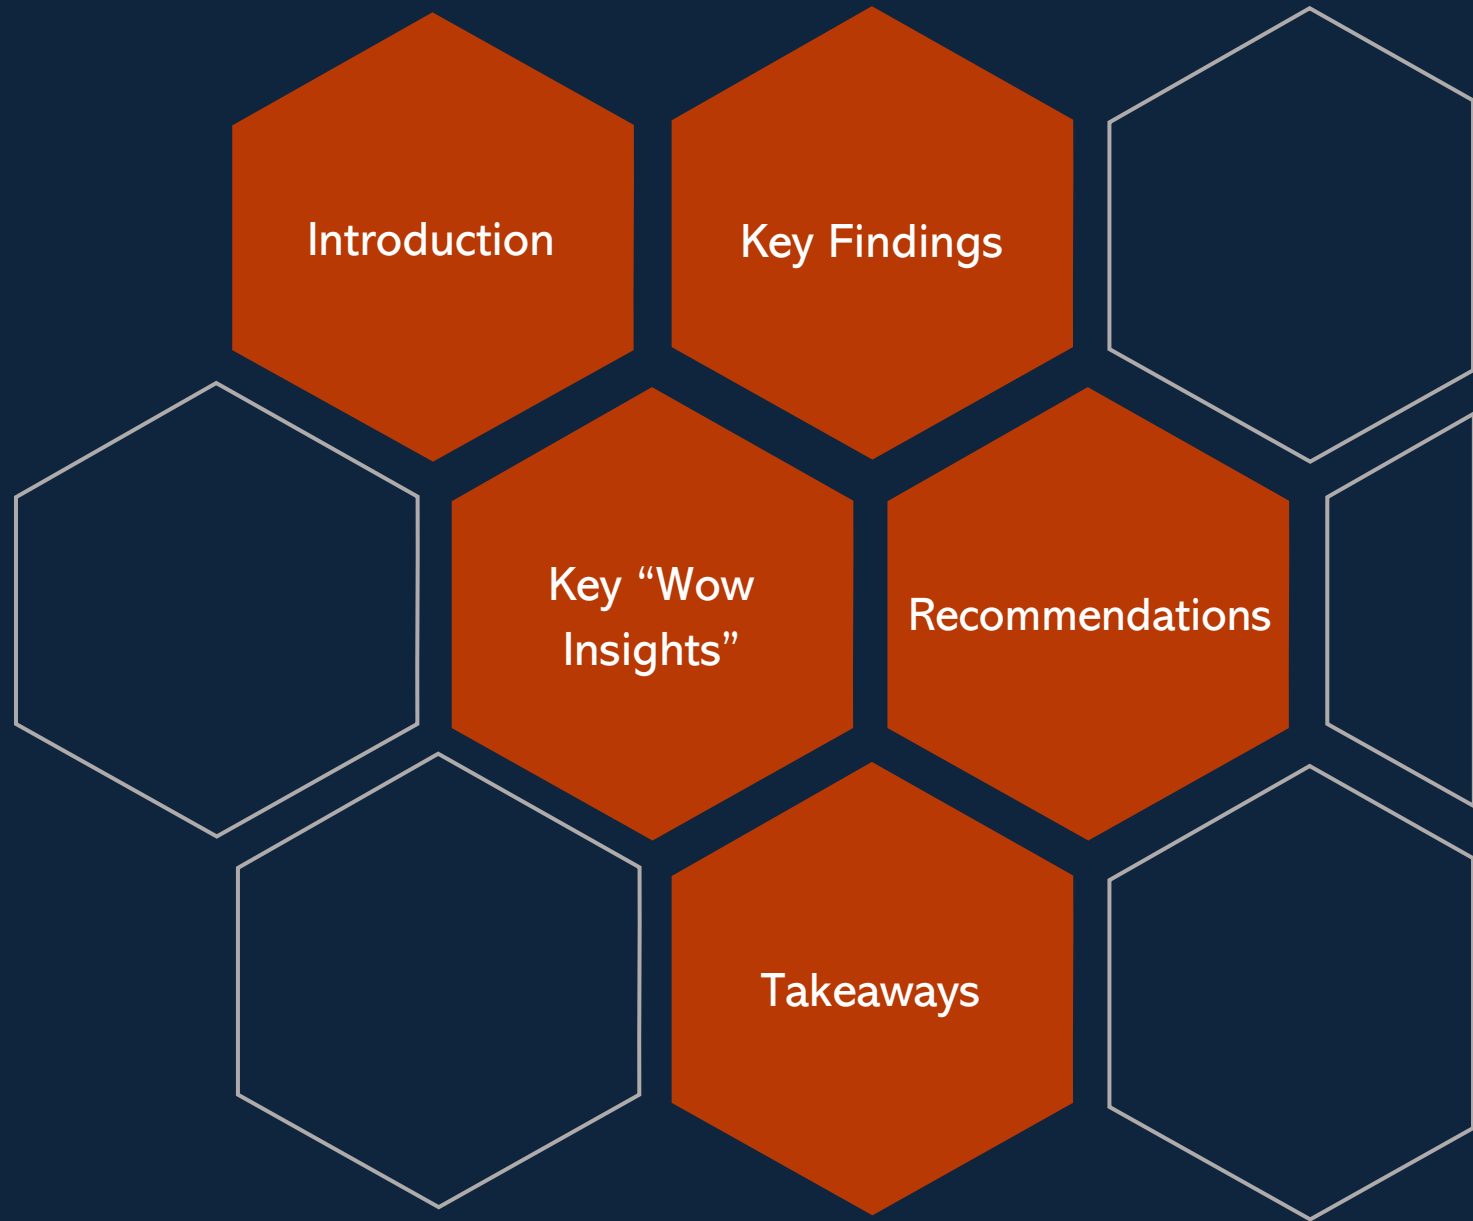 Introduction
Key Findings
Key “Wow
Insights”
Recommendations
Takeaways